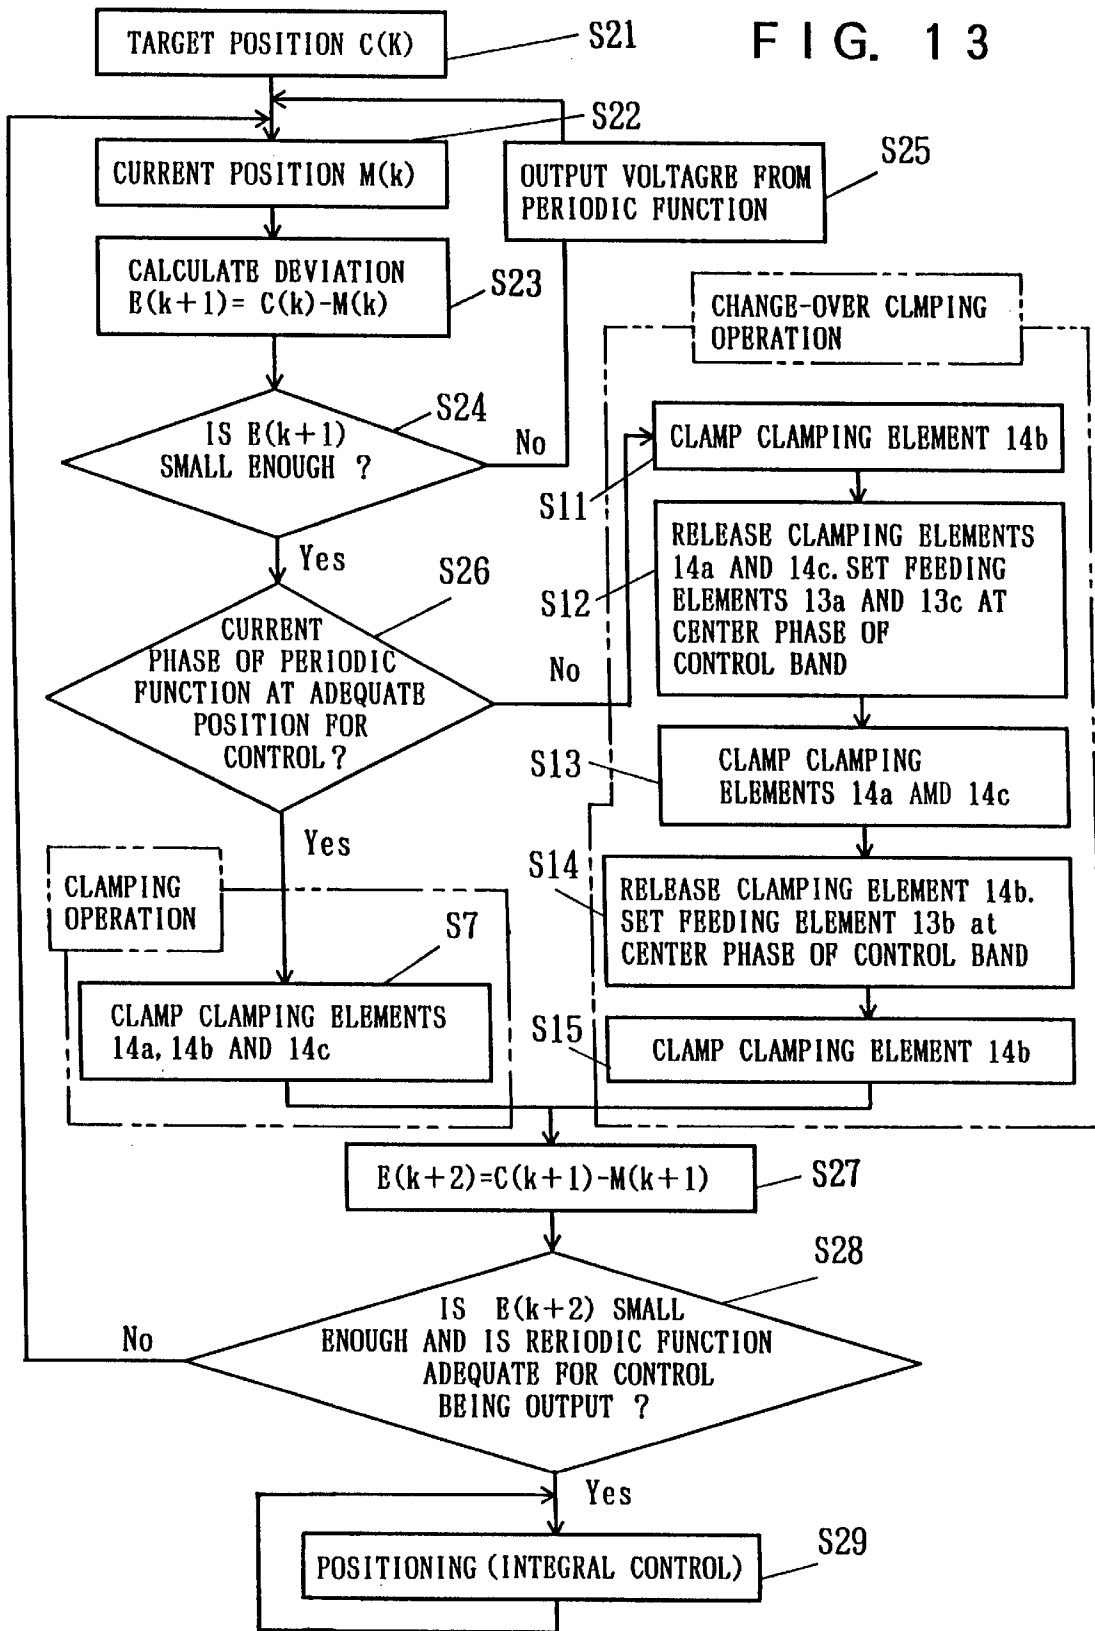 FIG. 13
TARGET POSITION C(K)
S21
S22
CURRENT POSITION M(k)
OUTPUT VOLTAGRE FROM
PERIODIC FUNCTION
S25
CALCULATE DEVIATION
E(k+1)= C(k)-M(k)
S23
CHANGE-OVER CLMPING
OPERATION
IS E(k+1)
SMALL ENOUGH ?
S24
No
Yes
CLAMP CLAMPING ELEMENT 14b
S11
RELEASE CLAMPING ELEMENTS
14a AND 14c. SET FEEDING
ELEMENTS 13a AND 13c AT
CENTER PHASE OF
CONTROL BAND
S12
S26
CURRENT
PHASE OF PERIODIC
FUNCTION AT ADEQUATE
POSITION FOR
CONTROL?
No
Yes
S13
CLAMP CLAMPING
ELEMENTS 14a AMD 14c
S14
RELEASE CLAMPING ELEMENT 14b.
SET FEEDING ELEMENT 13b at
CENTER PHASE OF CONTROL BAND
CLAMPING
OPERATION
S7
CLAMP CLAMPING ELEMENTS
14a, 14b AND 14c
S15
CLAMP CLAMPING ELEMENT 14b
E(k+2)=C(k+1)-M(k+1)
S27
S28
IS E(k+2) SMALL
ENOUGH AND IS RERIODIC FUNCTION
ADEQUATE FOR CONTROL
BEING OUTPUT ?
No
Yes
POSITIONING (INTEGRAL CONTROL)
S29